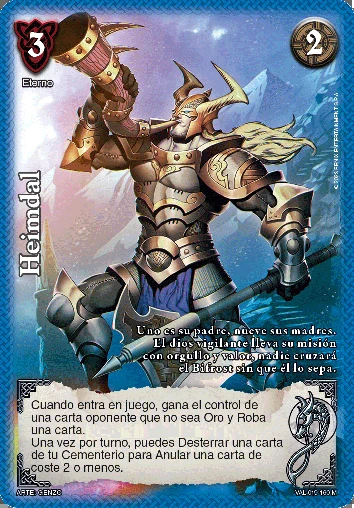 3
2
Eterno
Heimdal
Uno es su padre, nueve sus madres.
El dios vigilante lleva su misión
con orgullo y valor, nadie cruzará
el Bifrost sin que él lo sepa.
Cuando entra en juego, gana el control de
una carta oponente que no sea Oro y Roba
una carta.
Una vez por turno, puedes Desterrar una carta
de tu Cementerio para Anular una carta de
coste 2 o menos.
ARTE: GENZO